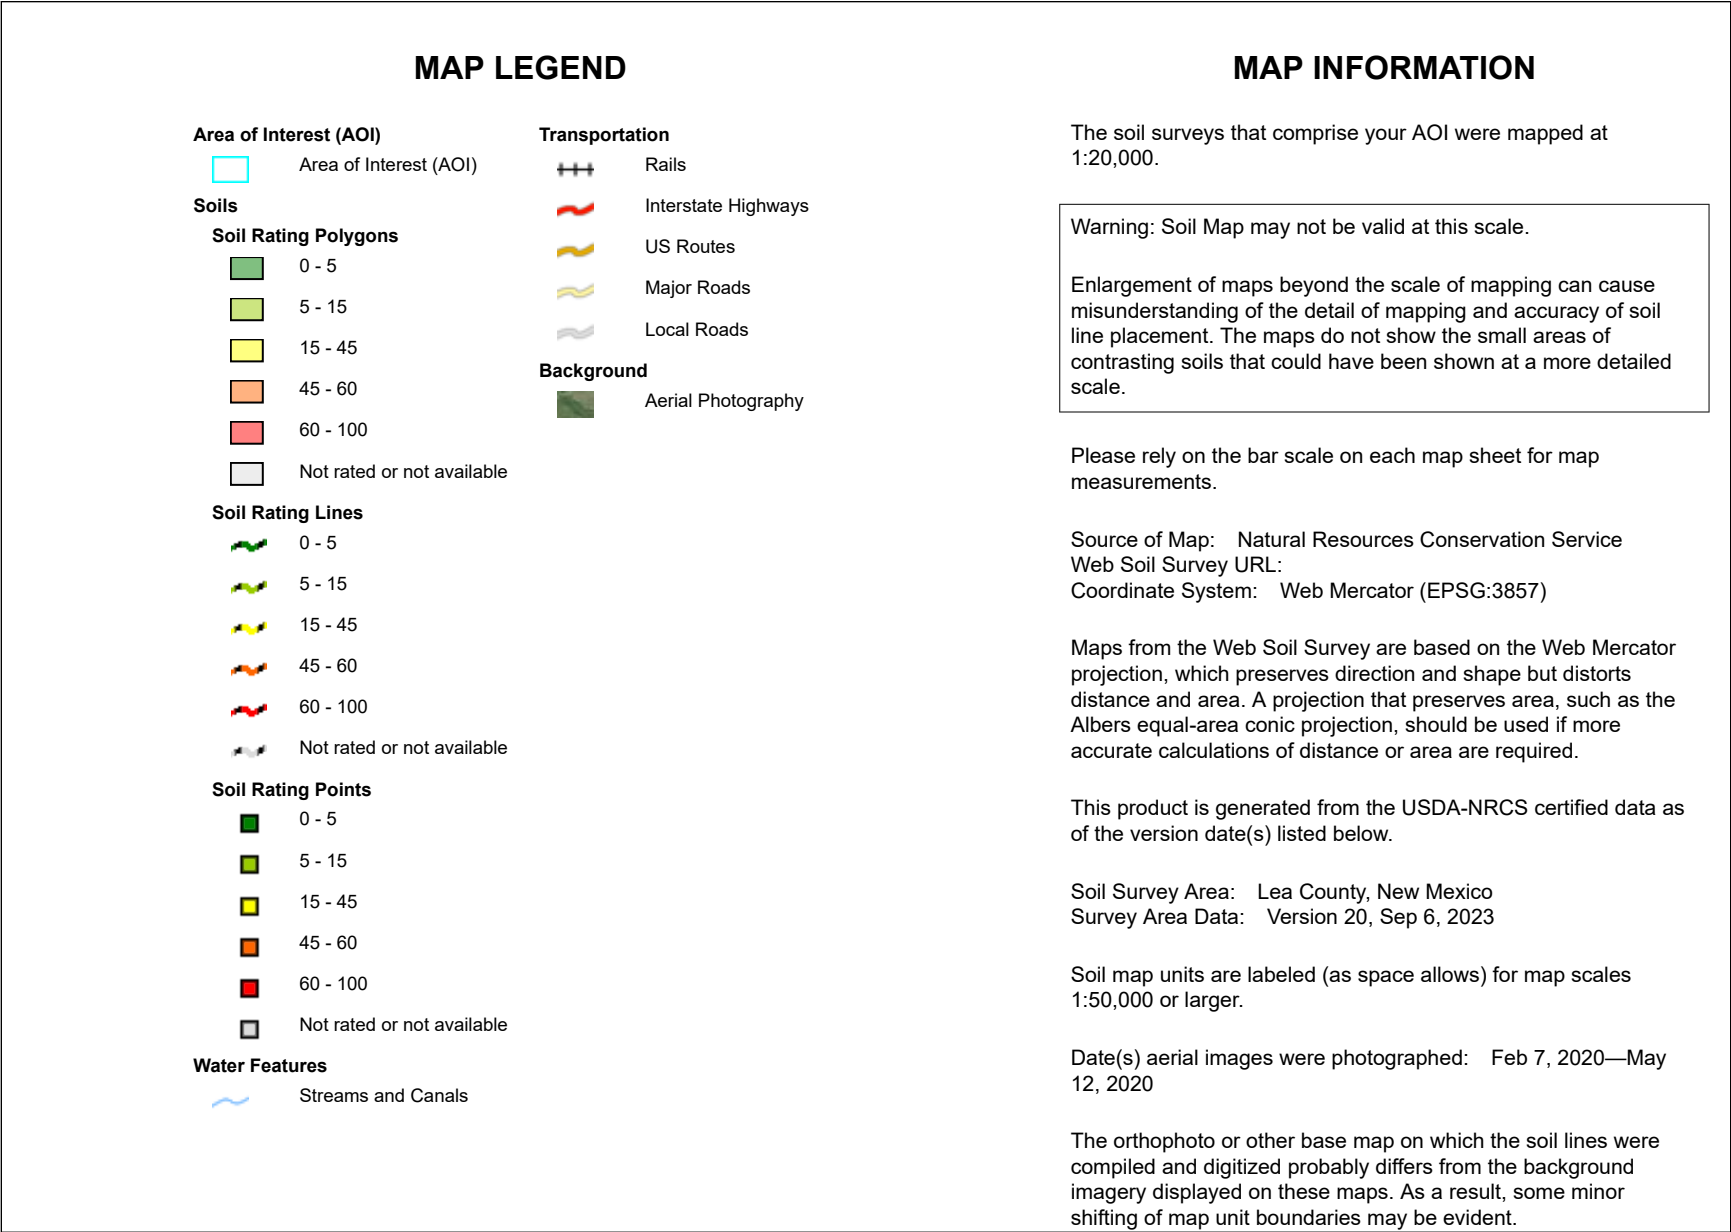 MAP LEGEND
Area of Interest (AOI)
Area of Interest (AOI)
Soils
Soil Rating Polygons
0 - 5
5 - 15
15 - 45
45 - 60
60 - 100
Not rated or not available
Soil Rating Lines
0 - 5
5 - 15
15 - 45
45 - 60
60 - 100
Not rated or not available
Soil Rating Points
0 - 5
5 - 15
15 - 45
45 - 60
60 - 100
Not rated or not available
Water Features
Streams and Canals
Transportation
Rails
Interstate Highways
US Routes
Major Roads
Local Roads
Background
Aerial Photography
MAP INFORMATION
The soil surveys that comprise your AOI were mapped at
1:20,000.
Warning: Soil Map may not be valid at this scale.
Enlargement of maps beyond the scale of mapping can cause
misunderstanding of the detail of mapping and accuracy of soil
line placement. The maps do not show the small areas of
contrasting soils that could have been shown at a more detailed
scale.
Please rely on the bar scale on each map sheet for map
measurements.
Source of Map: Natural Resources Conservation Service
Web Soil Survey URL:
Coordinate System: Web Mercator (EPSG:3857)
Maps from the Web Soil Survey are based on the Web Mercator
projection, which preserves direction and shape but distorts
distance and area. A projection that preserves area, such as the
Albers equal-area conic projection, should be used if more
accurate calculations of distance or area are required.
This product is generated from the USDA-NRCS certified data as
of the version date(s) listed below.
Soil Survey Area: Lea County, New Mexico
Survey Area Data: Version 20, Sep 6, 2023
Soil map units are labeled (as space allows) for map scales
1:50,000 or larger.
Date(s) aerial images were photographed: Feb 7, 2020—May
12, 2020
The orthophoto or other base map on which the soil lines were
compiled and digitized probably differs from the background
imagery displayed on these maps. As a result, some minor
shifting of map unit boundaries may be evident.